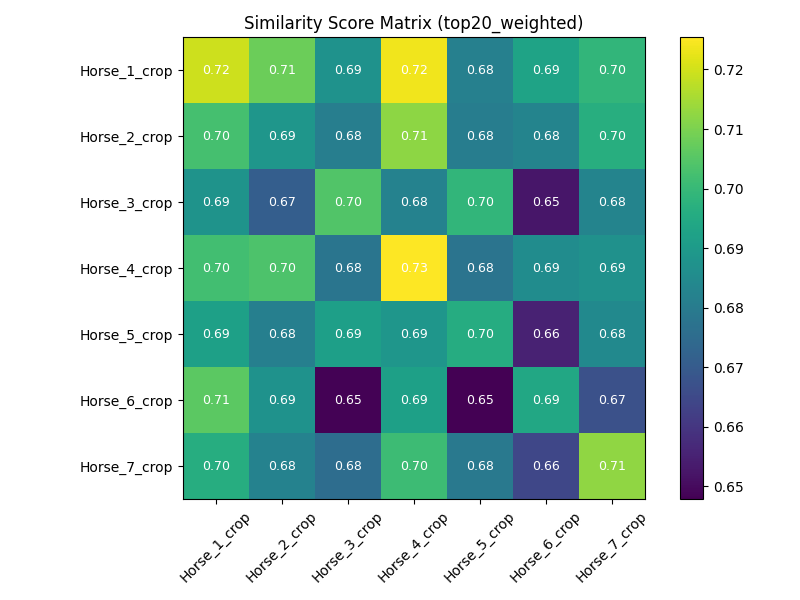 Similarity Score Matrix (top20_weighted)
Horse_1_crop 0.72 0.71 0.69 0.72 0.68 0.69 0.70
Horse_2_crop 0.70 0.69 0.68 0.71 0.68 0.68 0.70
Horse_3_crop 0.69 0.67 0.70 0.68 0.70 0.65 0.68
Horse_4_crop 0.70 0.70 0.68 0.73 0.68 0.69 0.69
Horse_5_crop 0.69 0.68 0.69 0.69 0.70 0.66 0.68
Horse_6_crop 0.71 0.69 0.65 0.69 0.65 0.69 0.67
Horse_7_crop 0.70 0.68 0.68 0.70 0.68 0.66 0.71
Horse_1_crop Horse_2_crop Horse_3_crop Horse_4_crop Horse_5_crop Horse_6_crop Horse_7_crop
0.72
0.71
0.70
0.69
0.68
0.67
0.66
0.65